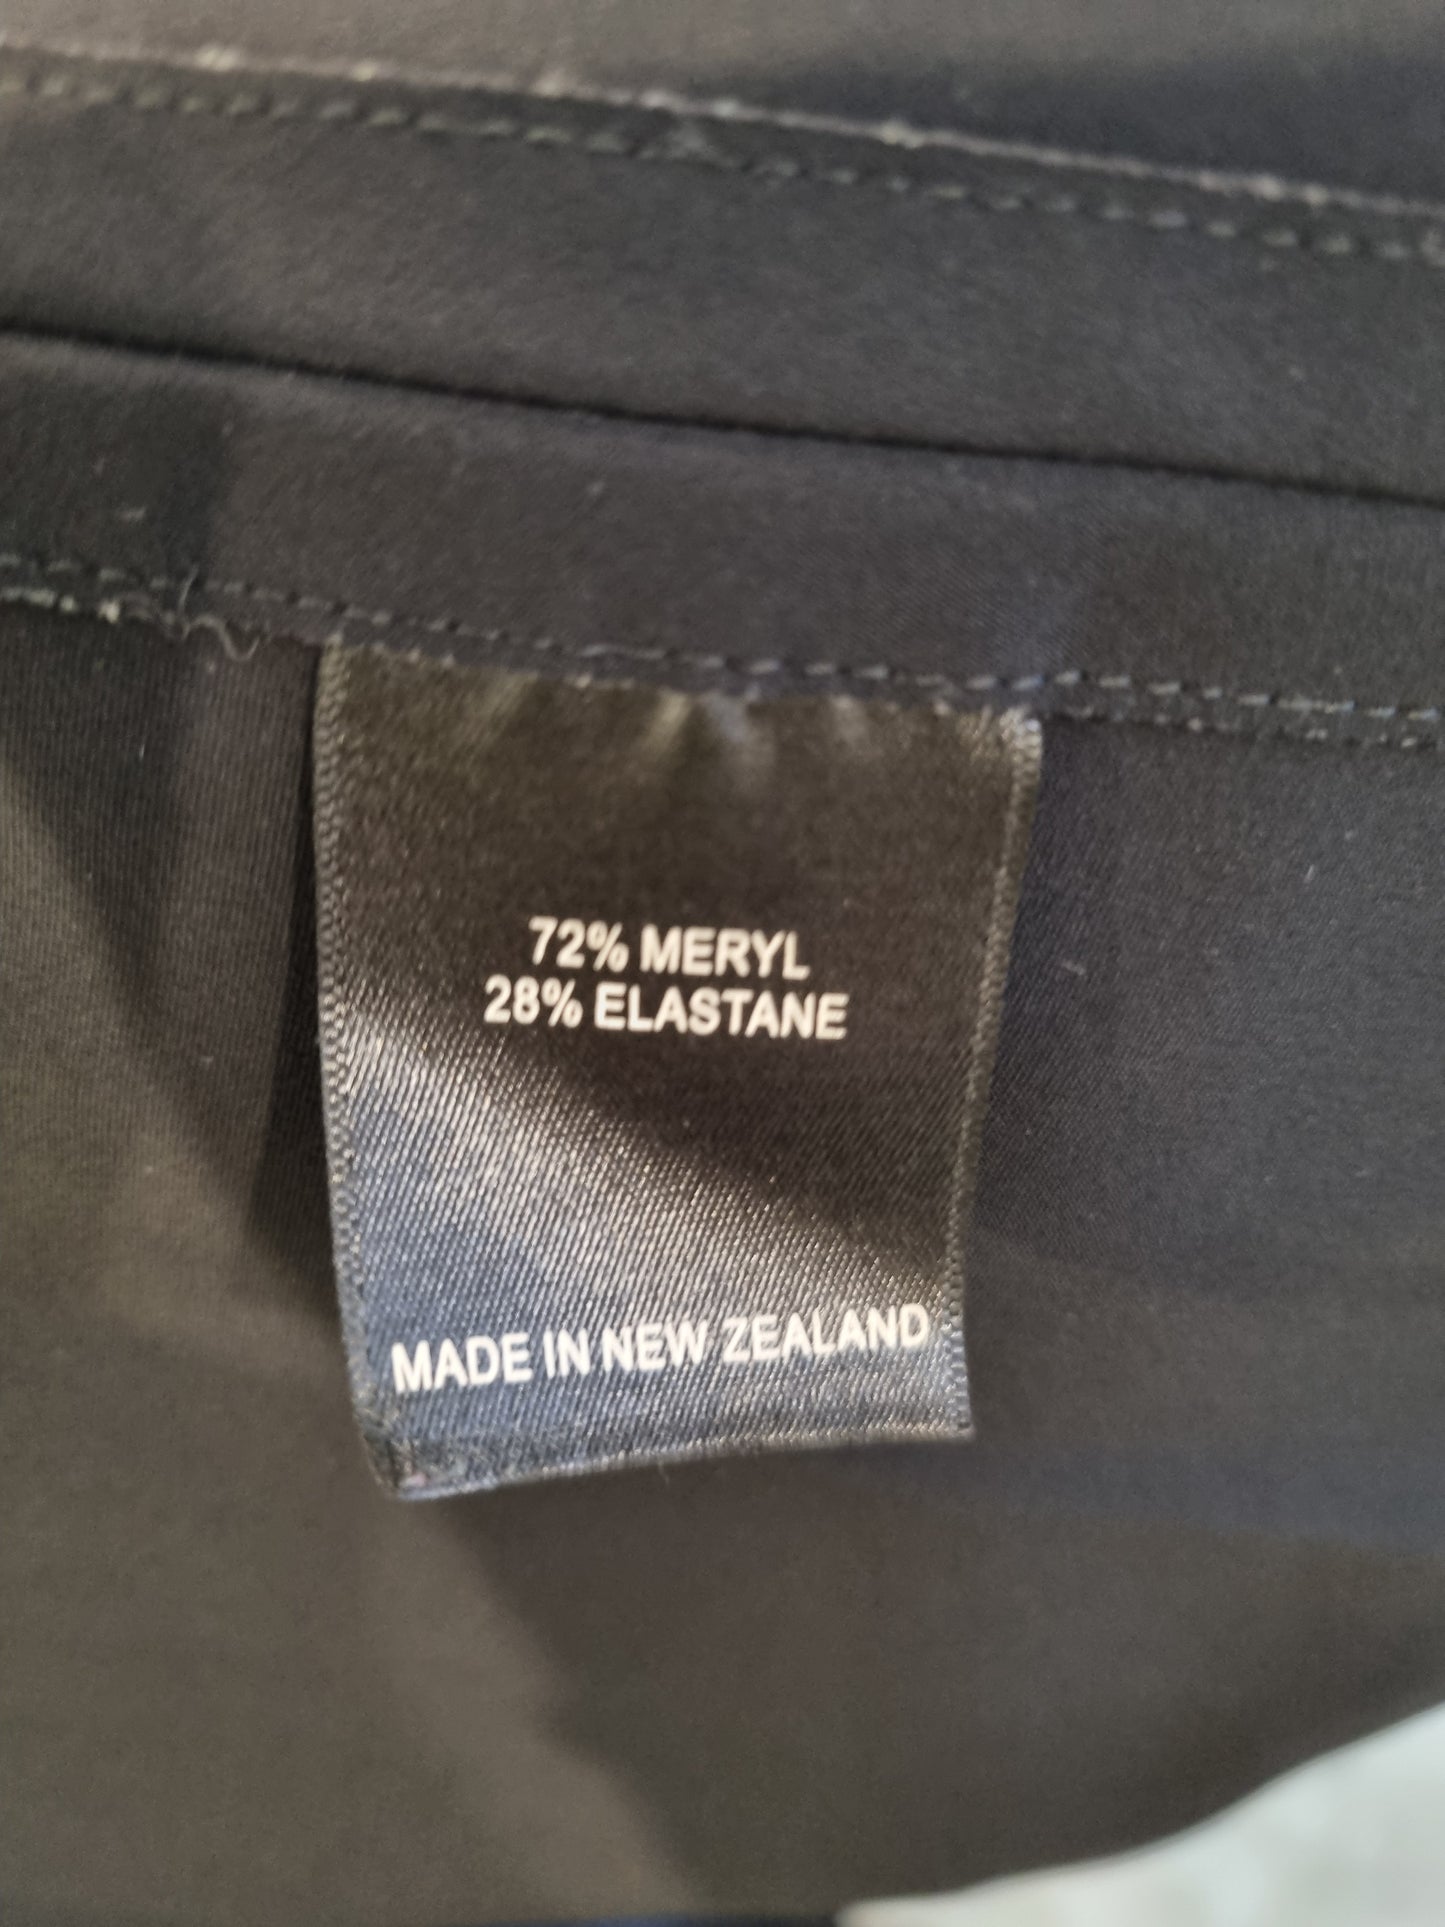 72% MERYL
28% ELASTANE
MADE IN NEW ZEALAND